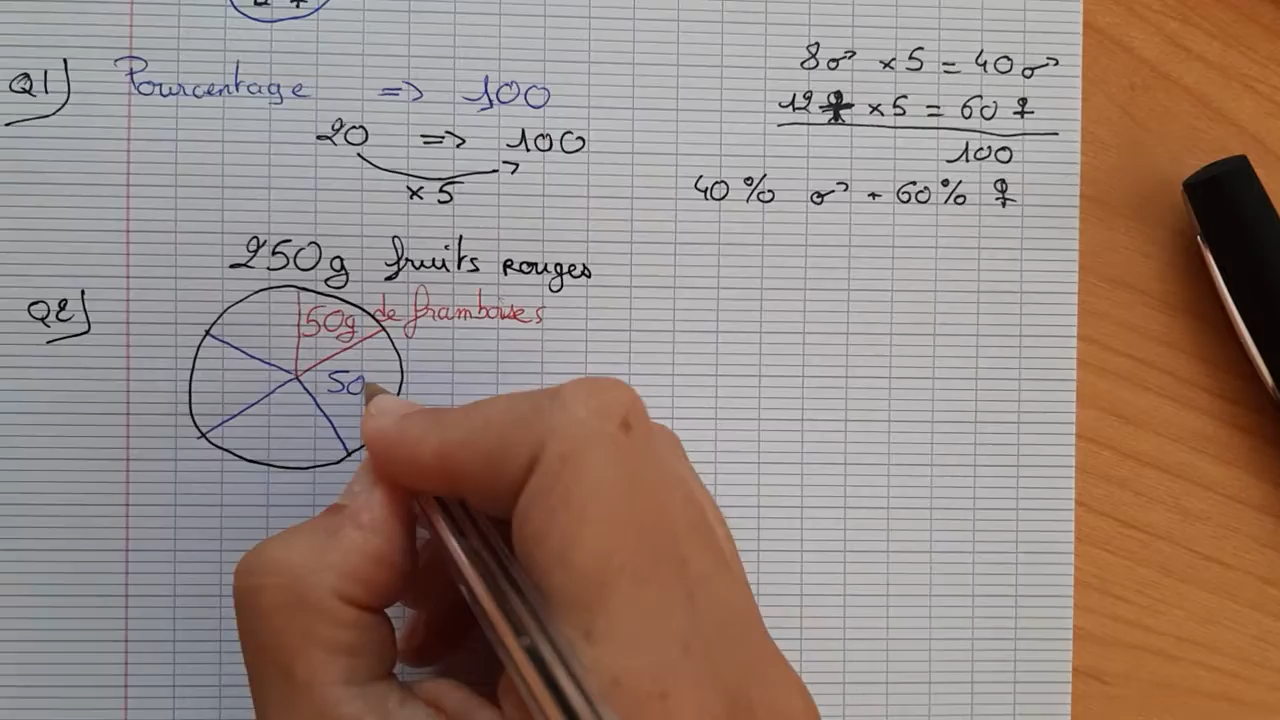 Q1) Pourcentage => 100
20 => 100
× 5
8♂ × 5 = 40♂
12♀ × 5 = 60♀
100
40% ♂ - 60% ♀
250g fruits rouges
Q2)
50g de framboises
50